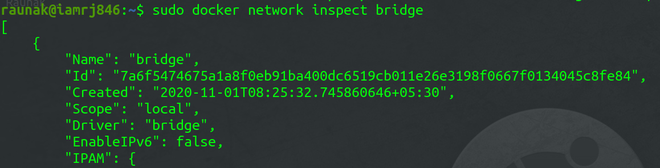 raunak@iamrj846:~$ sudo docker network inspect bridge
[
    {
        "Name": "bridge",
        "Id": "7a6f5474675a1a8f0eb91ba400dc6519cb011e26e3198f0667f0134045c8fe84",
        "Created": "2020-11-01T08:25:32.745860646+05:30",
        "Scope": "local",
        "Driver": "bridge",
        "EnableIPv6": false,
        "IPAM": {